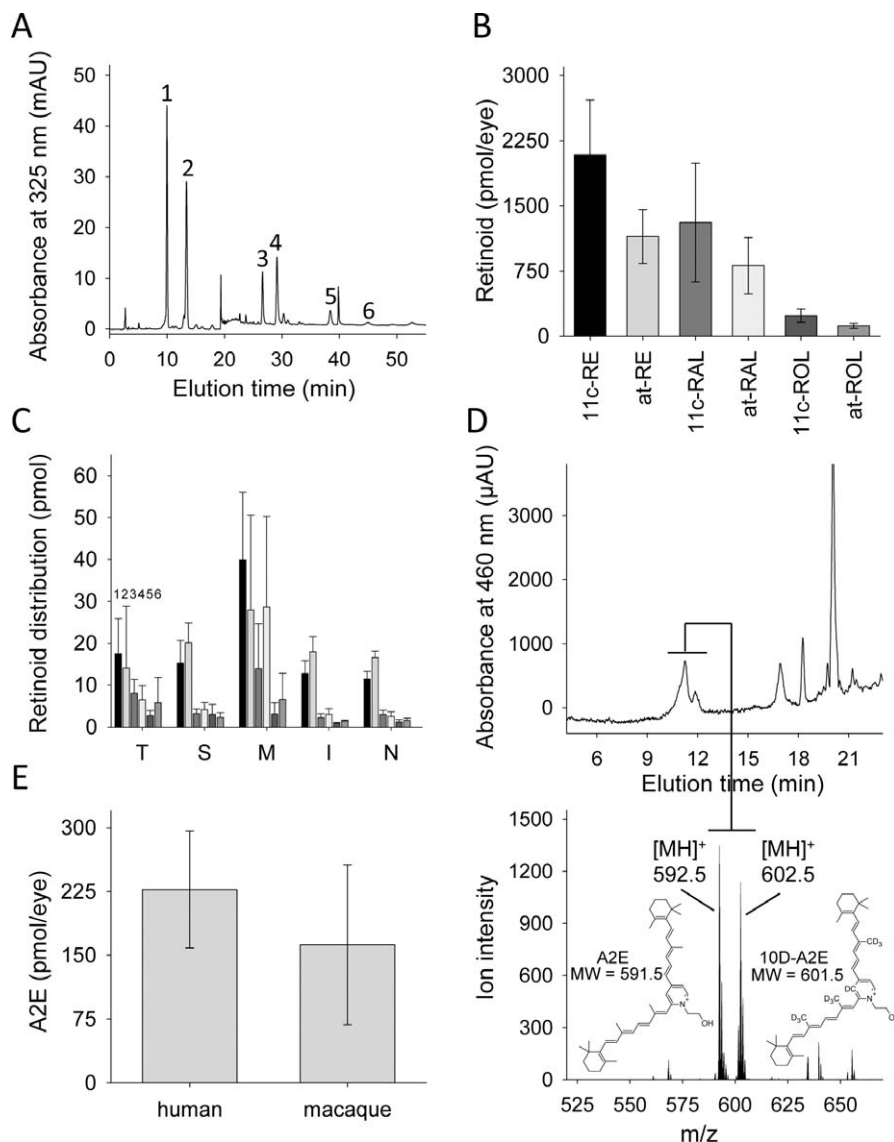 A
Absorbance at 325 nm (mAU)
50
40
30
20
10
0
1
2
3
4
5
6
0 10 20 30 40 50
Elution time (min)
B
Retinoid (pmol/eye)
3000
2250
1500
750
0
11c-RE
at-RE
11c-RAL
at-RAL
11c-ROL
at-ROL
C
Retinoid distribution (pmol)
60
50
40
30
20
10
0
123456
T S M I N
D
Absorbance at 460 nm (µAU)
3000
2000
1000
0
6 9 12 15 18 21
Elution time (min)
Ion intensity
1500
1200
900
600
300
0
[MH]+
592.5
[MH]+
602.5
A2E
MW = 591.5
N+
OH
10D-A2E
MW = 601.5
CD3
DC
D3C
D3C
N+
525 550 575 600 625 650
m/z
E
A2E (pmol/eye)
300
225
150
75
0
human macaque